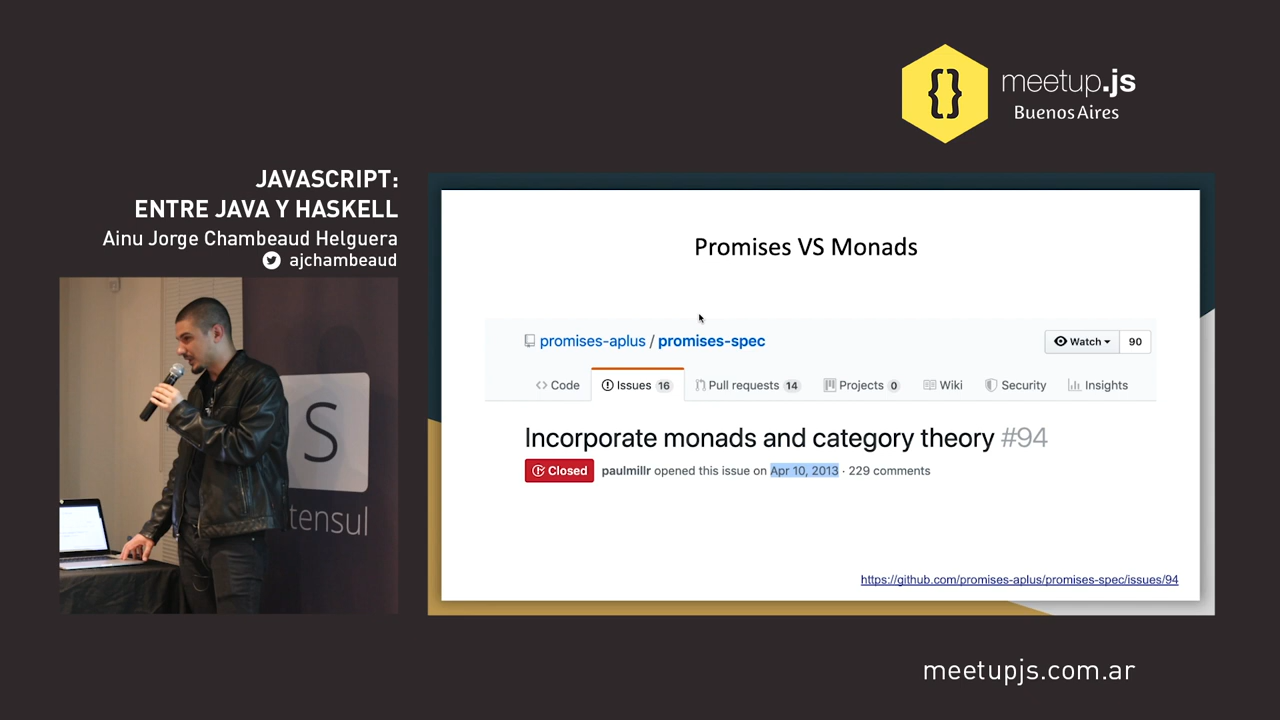 {}
meetup.js
Buenos Aires
JAVASCRIPT:
ENTRE JAVA Y HASKELL
Ainu Jorge Chambeaud Helguera
ajchambeaud
S
tensul
Promises VS Monads
promises-aplus / promises-spec
Watch 90
Code Issues 16 Pull requests 14 Projects 0 Wiki Security Insights
Incorporate monads and category theory #94
Closed paulmillr opened this issue on Apr 10, 2013 · 229 comments
https://github.com/promises-aplus/promises-spec/issues/94
meetupjs.com.ar